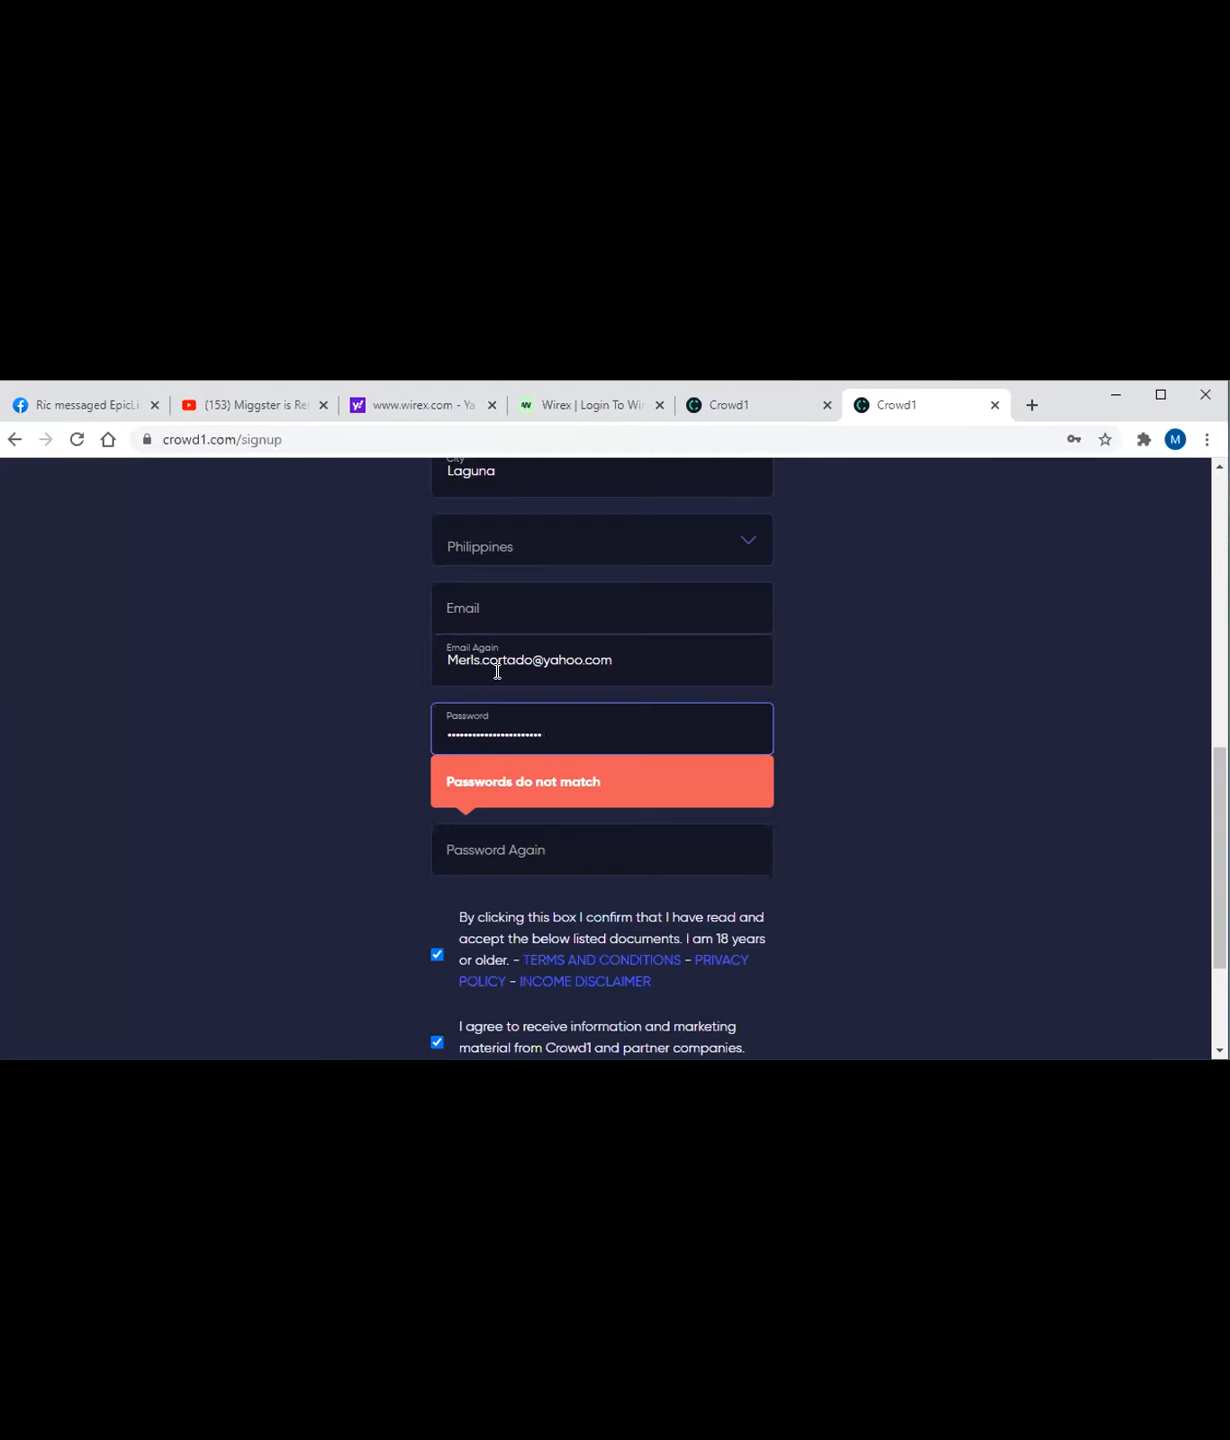 Ric messaged EpicLi
(153) Miggster is Rel
www.wirex.com - Ya
Wirex | Login To Wir
Crowd1
Crowd1
crowd1.com/signup
M
City
Laguna
Philippines
Email
Email Again
Merls.cortado@yahoo.com
Password
Passwords do not match
Password Again
By clicking this box I confirm that I have read and
accept the below listed documents. I am 18 years
or older. - TERMS AND CONDITIONS - PRIVACY
POLICY - INCOME DISCLAIMER
I agree to receive information and marketing
material from Crowd1 and partner companies.